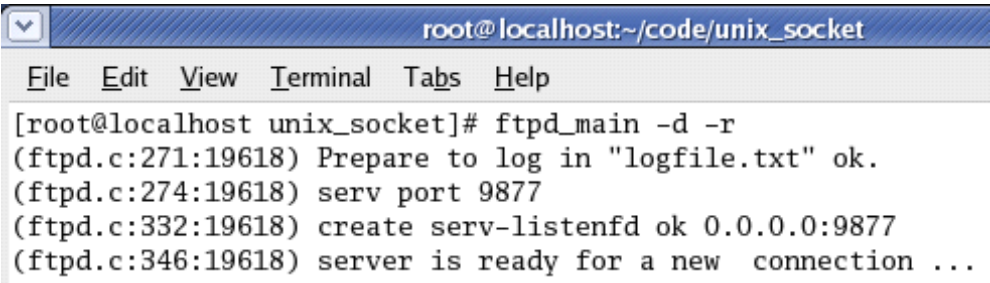 root@localhost:~/code/unix_socket
File Edit View Terminal Tabs Help
[root@localhost unix_socket]# ftpd_main -d -r
(ftpd.c:271:19618) Prepare to log in "logfile.txt" ok.
(ftpd.c:274:19618) serv port 9877
(ftpd.c:332:19618) create serv-listenfd ok 0.0.0.0:9877
(ftpd.c:346:19618) server is ready for a new  connection ...